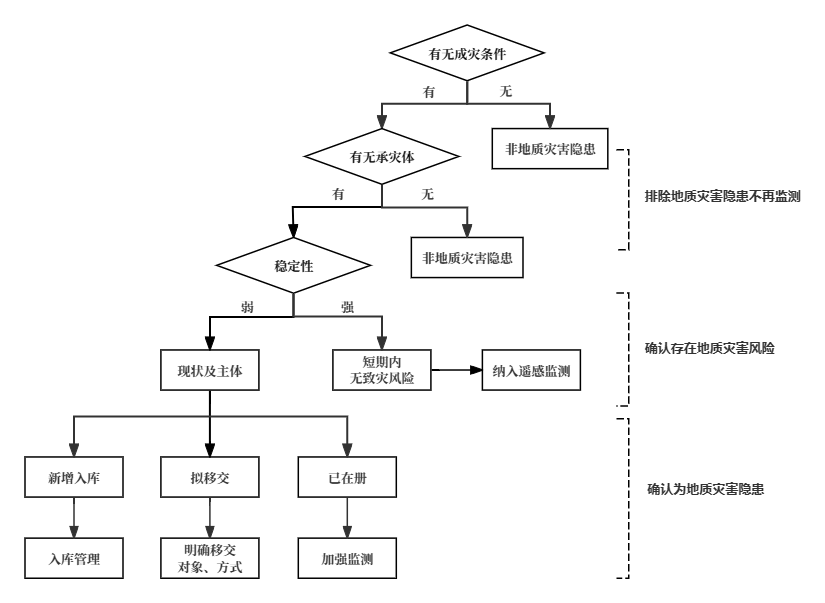 有无成灾条件
有
无
有无承灾体
非地质灾害隐患
排除地质灾害隐患不再监测
有
无
稳定性
非地质灾害隐患
弱
强
确认存在地质灾害风险
现状及主体
短期内
无致灾风险
纳入遥感监测
新增入库
拟移交
已在册
确认为地质灾害隐患
入库管理
明确移交
对象、方式
加强监测